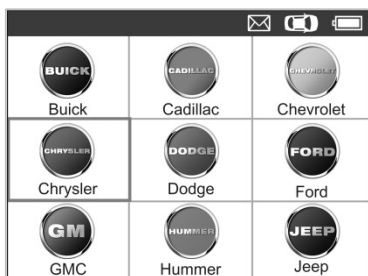 BUICK CADILLAC CHEVROLET
Buick Cadillac Chevrolet
CHRYSLER DODGE FORD
Chrysler Dodge Ford
GM HUMMER JEEP
GMC Hummer Jeep